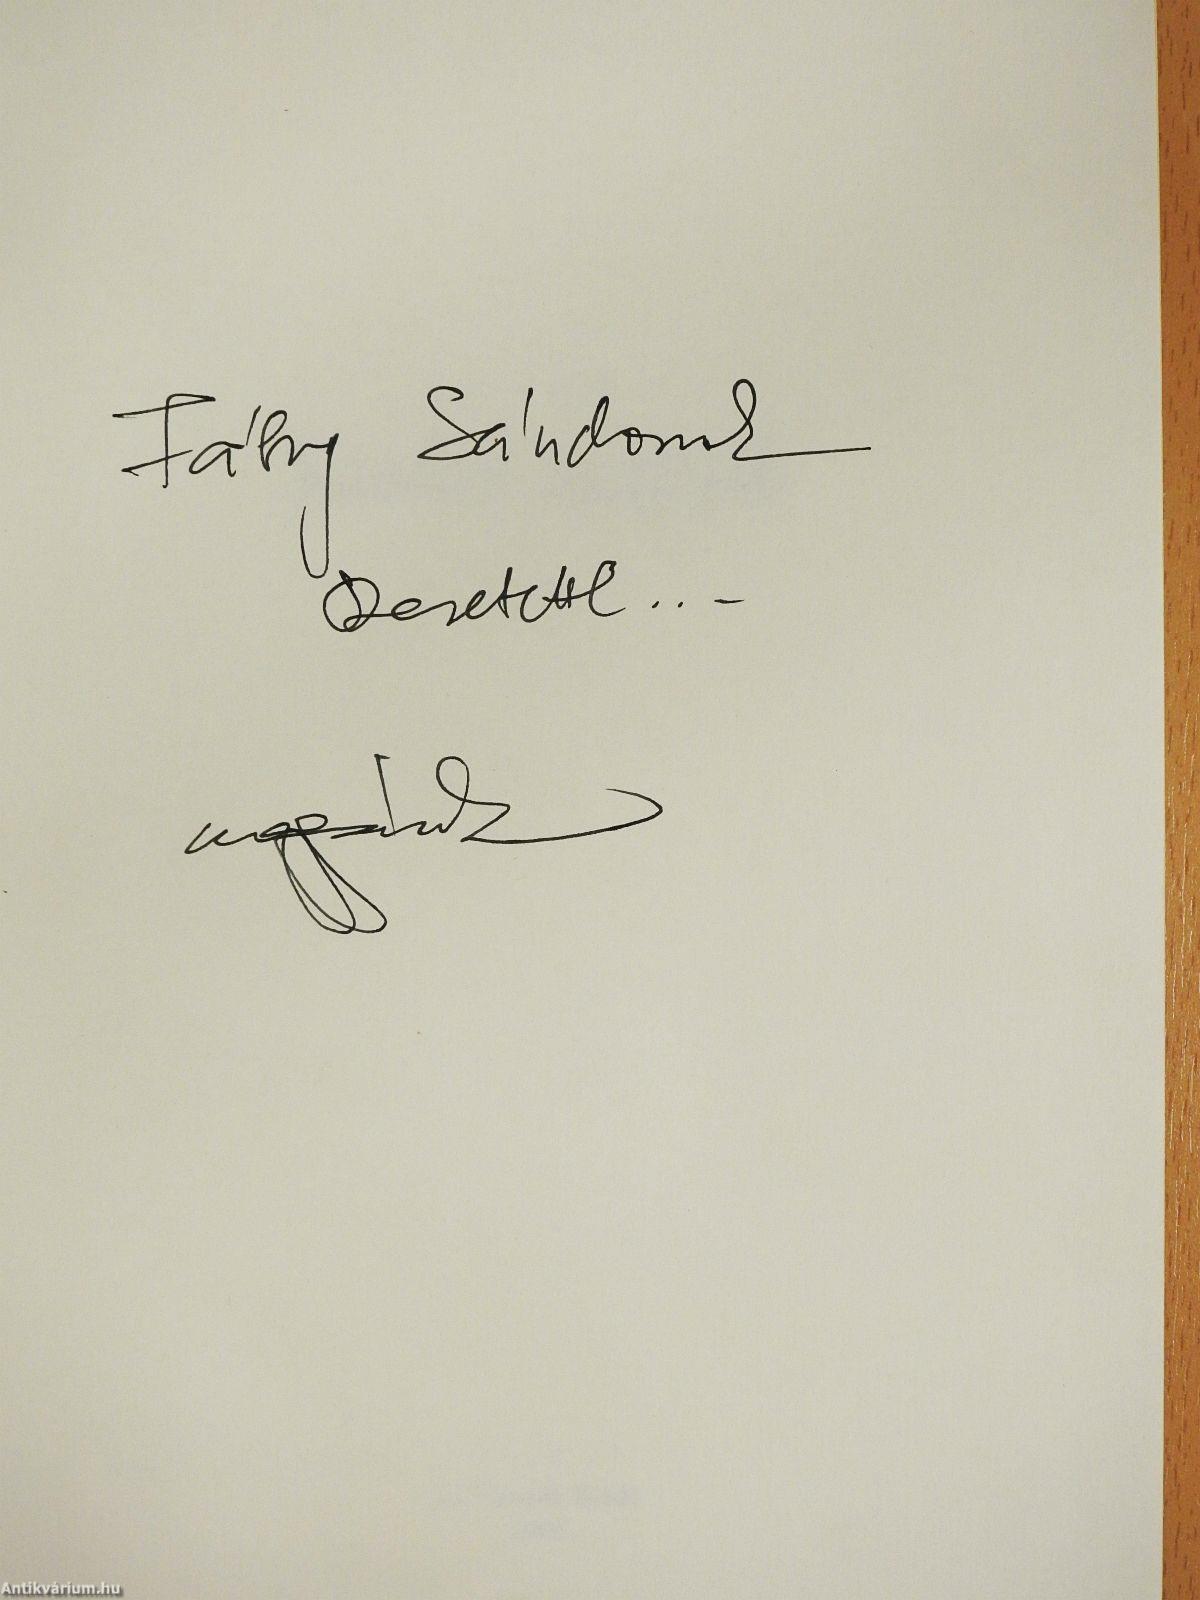 Fábry Sándornak
Szeretettel...-
Antikvárium.hu